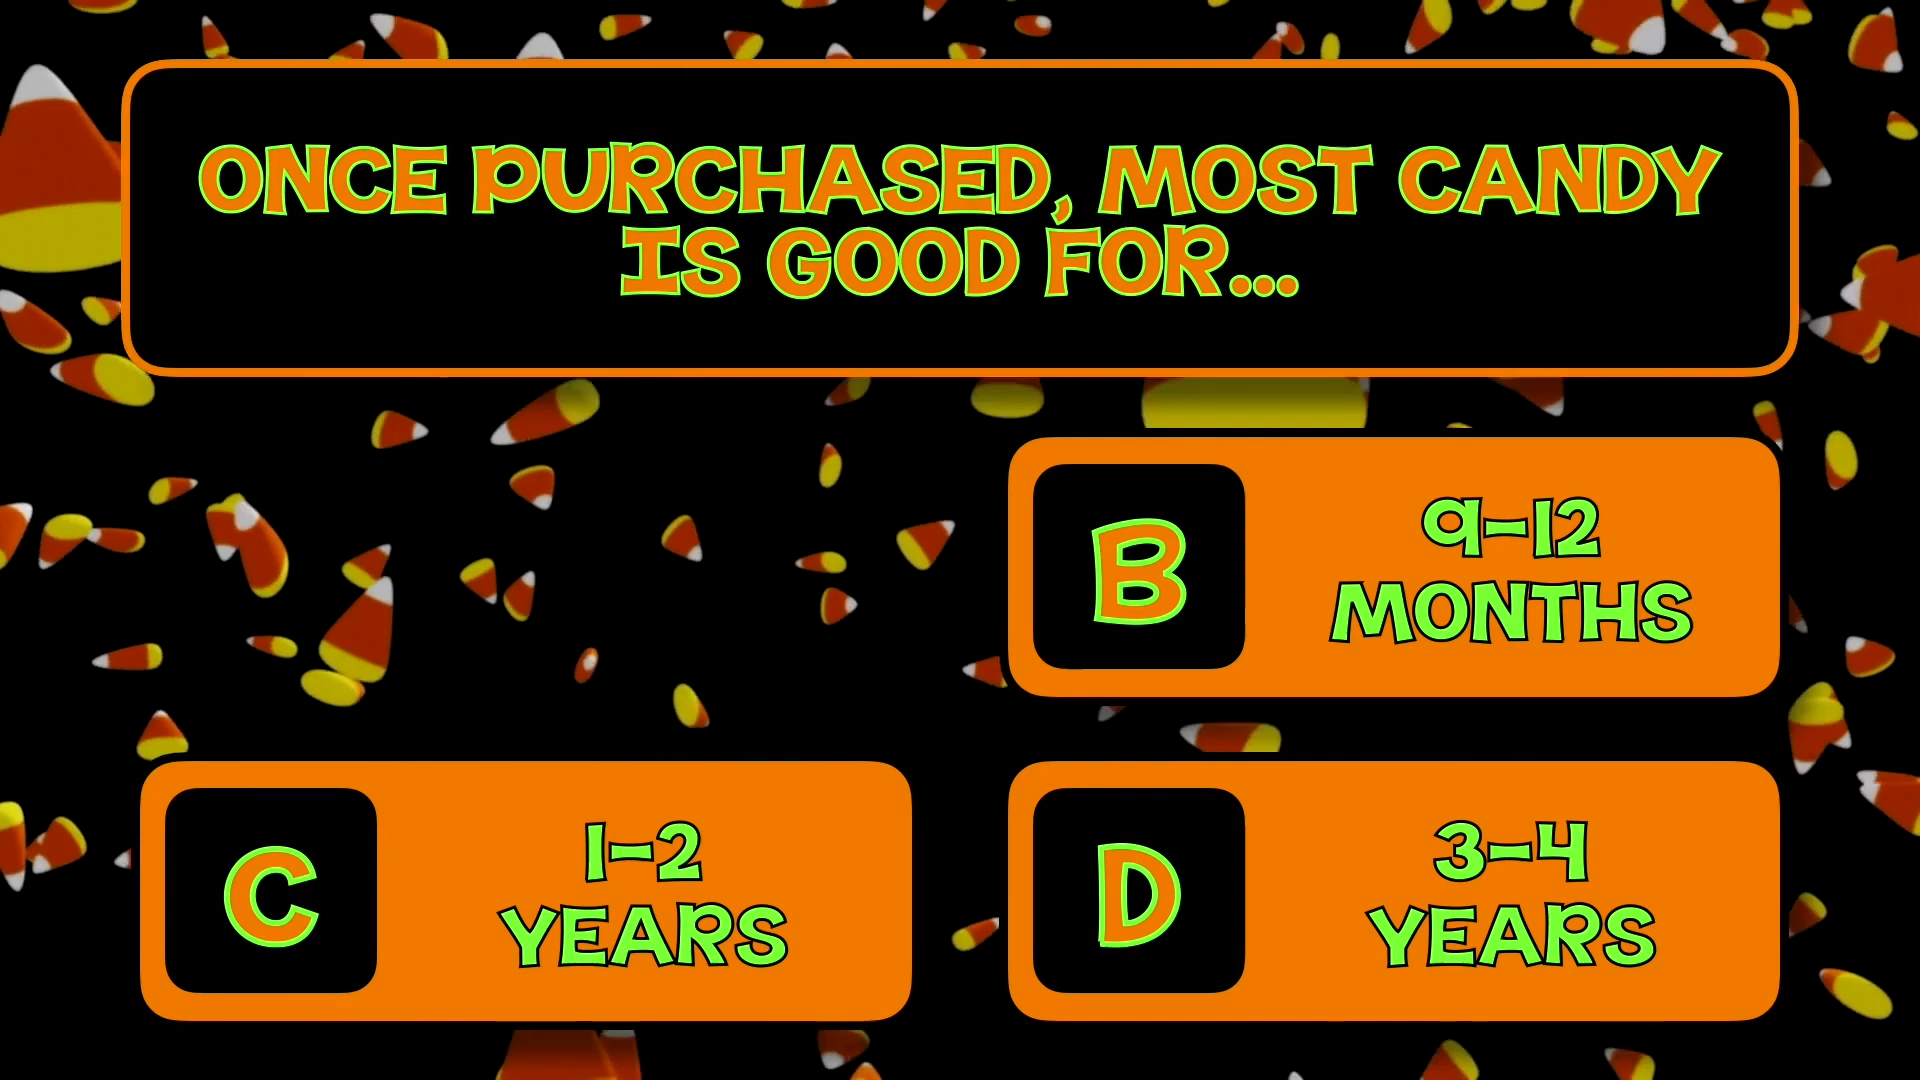 ONCE PURCHASED, MOST CANDY
IS GOOD FOR...
B
9-12
MONTHS
C
1-2
YEARS
D
3-4
YEARS